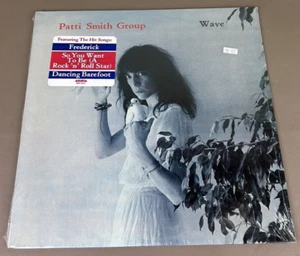 Patti Smith Group
Wave
Featuring The Hit Songs:
Frederick
So You Want
To Be (A
Rock 'n' Roll Star)
Dancing Barefoot